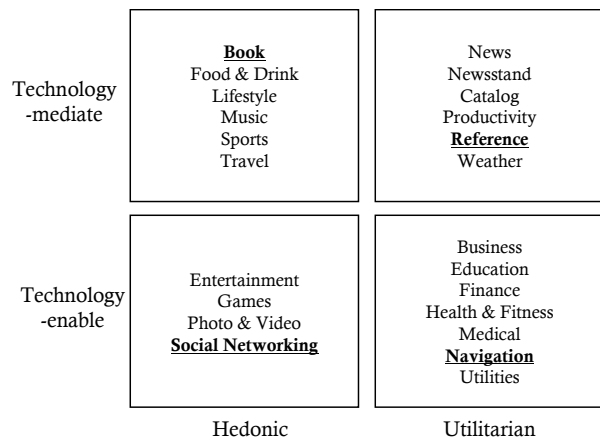 Technology
-mediate
Book
Food & Drink
Lifestyle
Music
Sports
Travel
News
Newsstand
Catalog
Productivity
Reference
Weather
Technology
-enable
Entertainment
Games
Photo & Video
Social Networking
Business
Education
Finance
Health & Fitness
Medical
Navigation
Utilities
Hedonic
Utilitarian